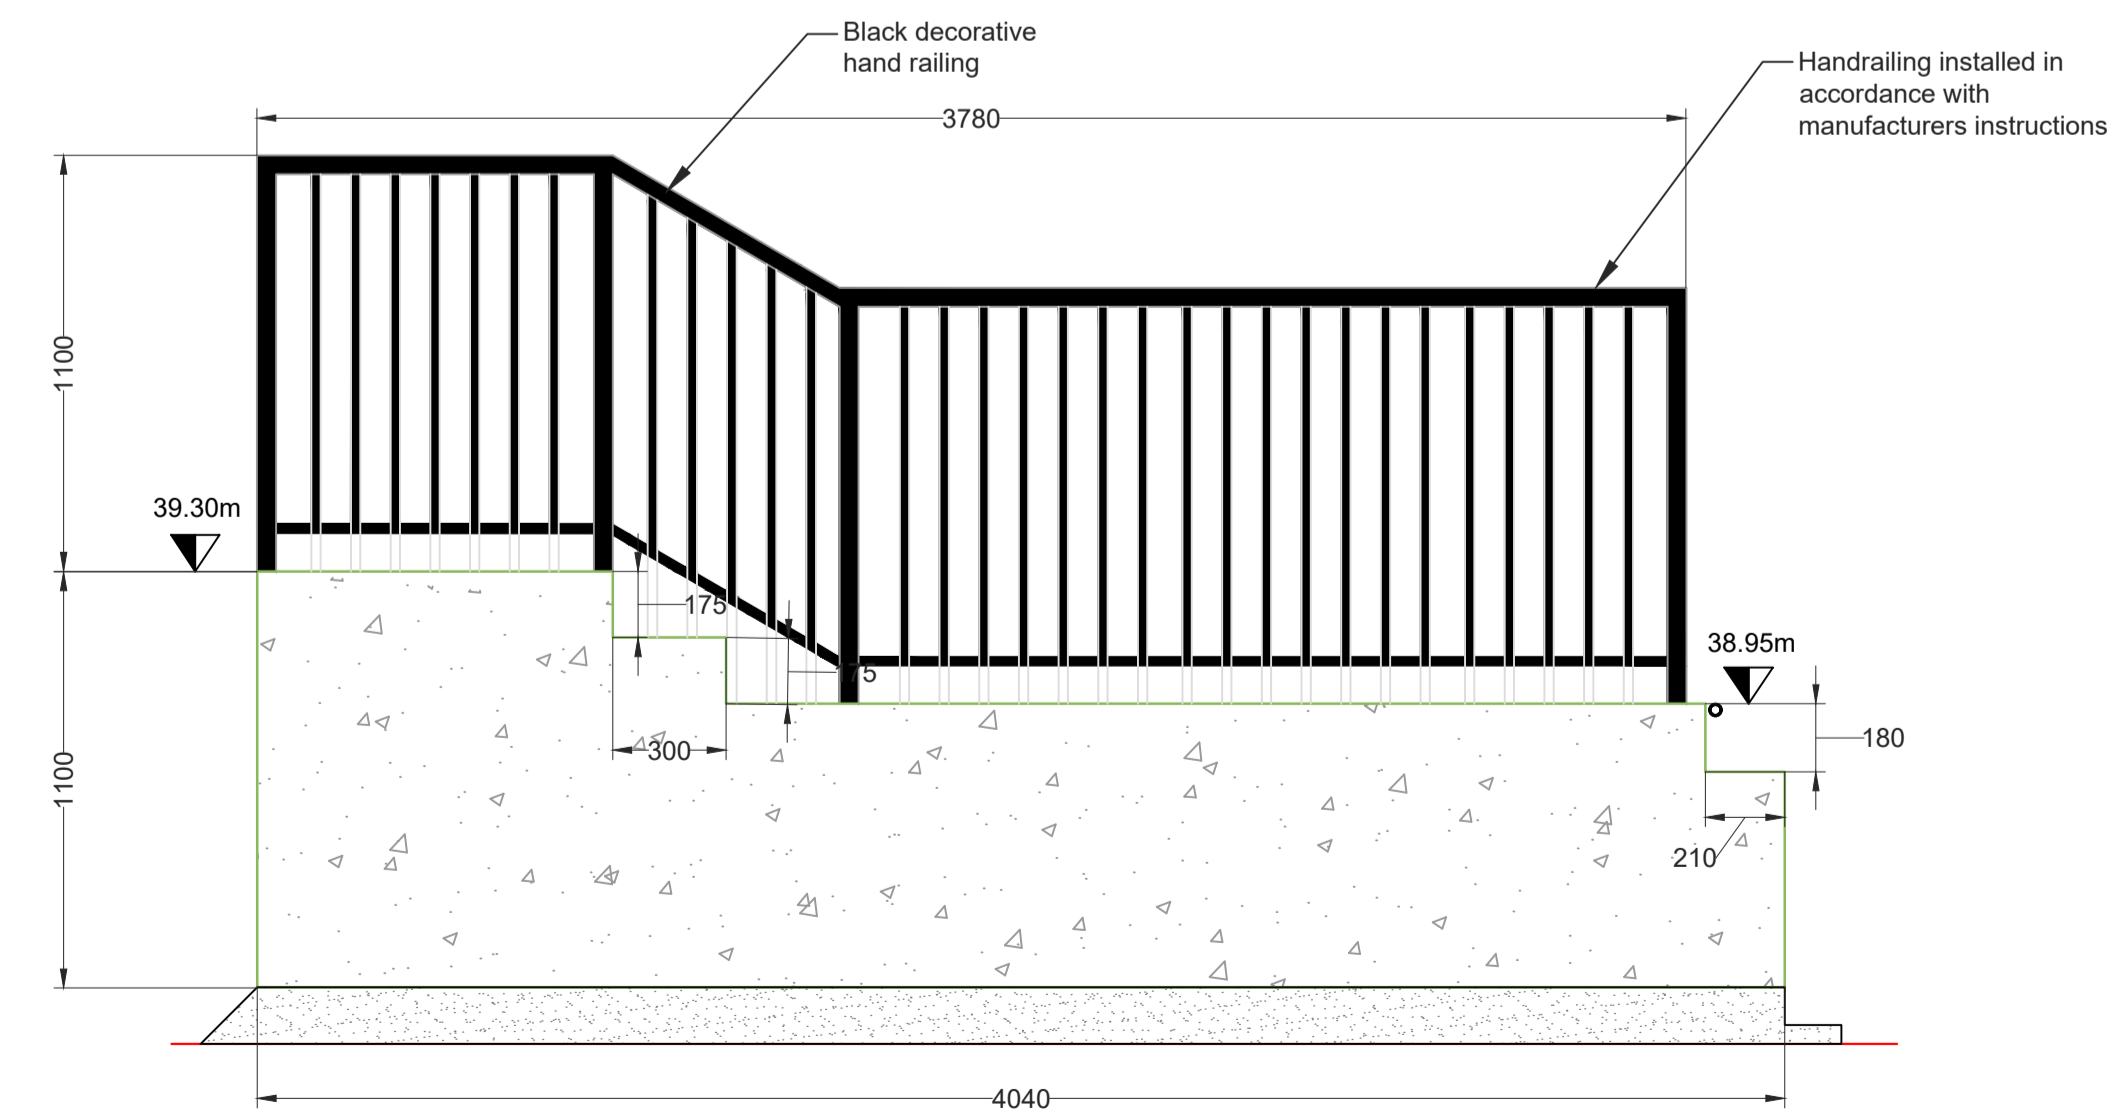 Black decorative
hand railing
Handrailing installed in
accordance with
manufacturers instructions
3780
1100
39.30m
175
175
38.95m
300
180
1100
210
4040